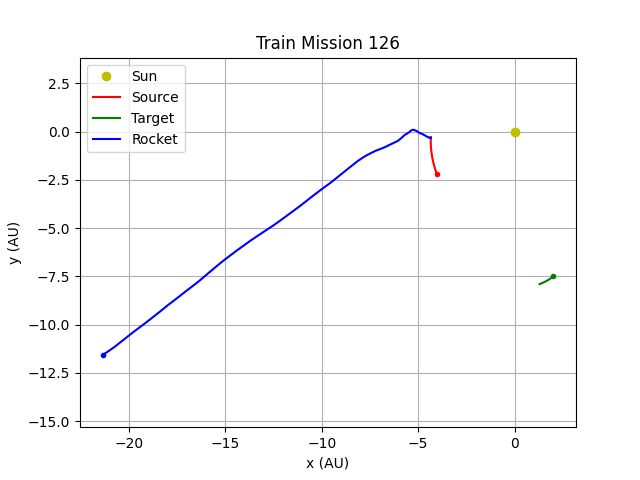 Train Mission 126
Sun
Source
Target
Rocket
2.5
0.0
−2.5
−5.0
−7.5
−10.0
−12.5
−15.0
y (AU)
−20 −15 −10 −5 0
x (AU)